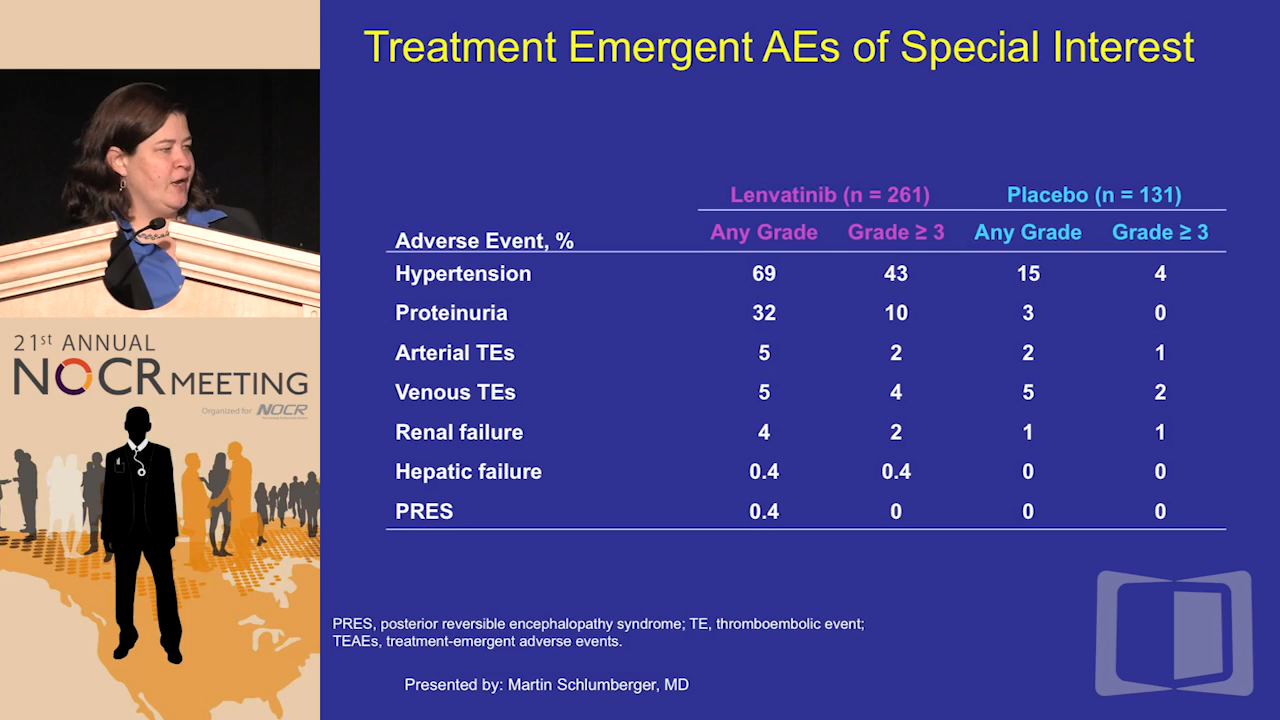 Treatment Emergent AEs of Special Interest
Lenvatinib (n = 261) Placebo (n = 131)
Adverse Event, % Any Grade Grade ≥ 3 Any Grade Grade ≥ 3
Hypertension 69 43 15 4
Proteinuria 32 10 3 0
Arterial TEs 5 2 2 1
Venous TEs 5 4 5 2
Renal failure 4 2 1 1
Hepatic failure 0.4 0.4 0 0
PRES 0.4 0 0 0
PRES, posterior reversible encephalopathy syndrome; TE, thromboembolic event;
TEAEs, treatment-emergent adverse events.
Presented by: Martin Schlumberger, MD
21st ANNUAL
NOCR MEETING
Organized for NOCR